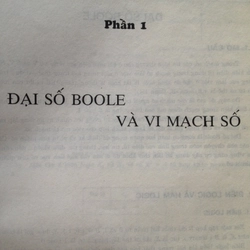 Phần 1
ĐẠI SỐ BOOLE
VÀ VI MẠCH SỐ